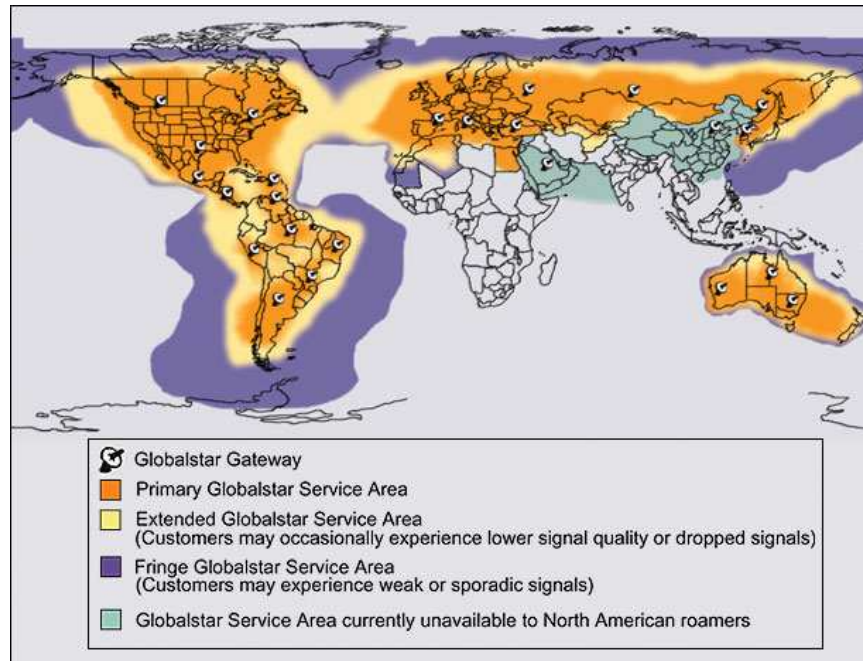 Globalstar Gateway
Primary Globalstar Service Area
Extended Globalstar Service Area
(Customers may occasionally experience lower signal quality or dropped signals)
Fringe Globalstar Service Area
(Customers may experience weak or sporadic signals)
Globalstar Service Area currently unavailable to North American roamers